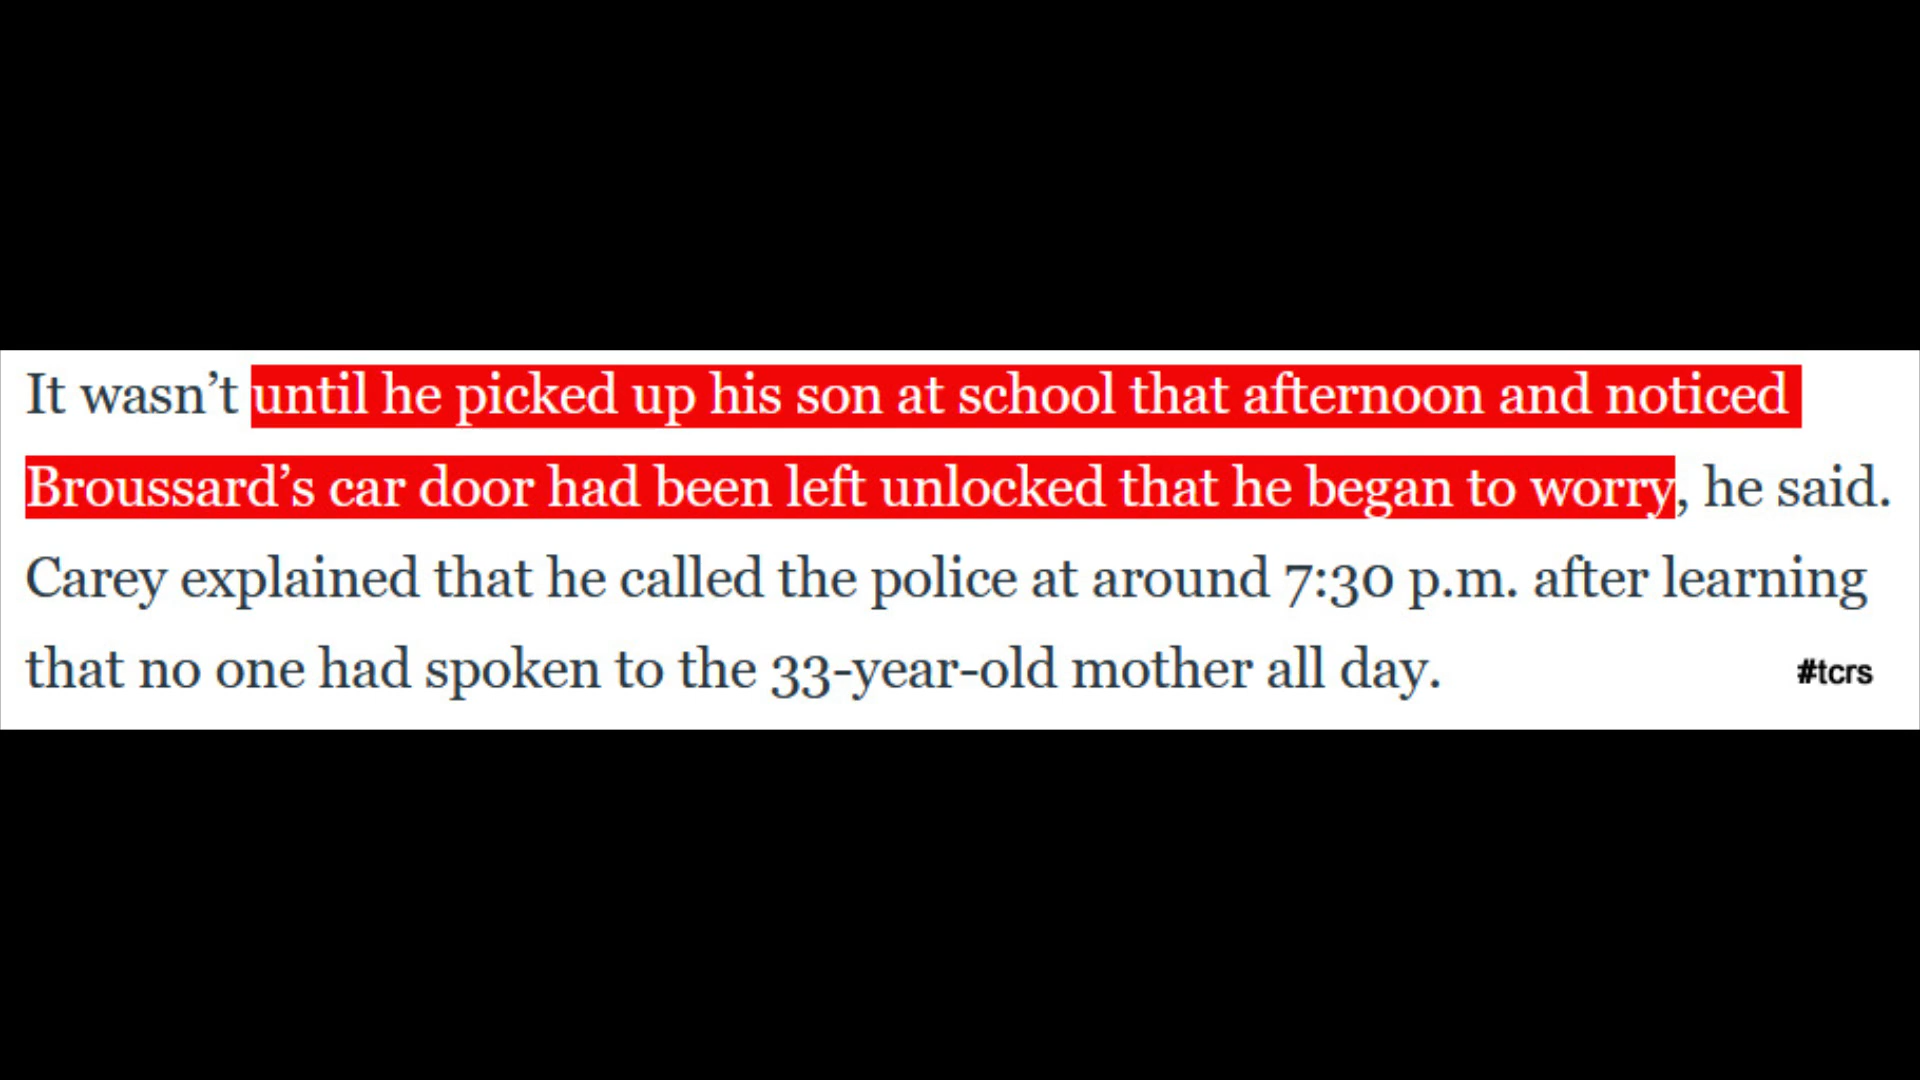 It wasn’t until he picked up his son at school that afternoon and noticed
Broussard’s car door had been left unlocked that he began to worry, he said.
Carey explained that he called the police at around 7:30 p.m. after learning
that no one had spoken to the 33-year-old mother all day.
#tcrs